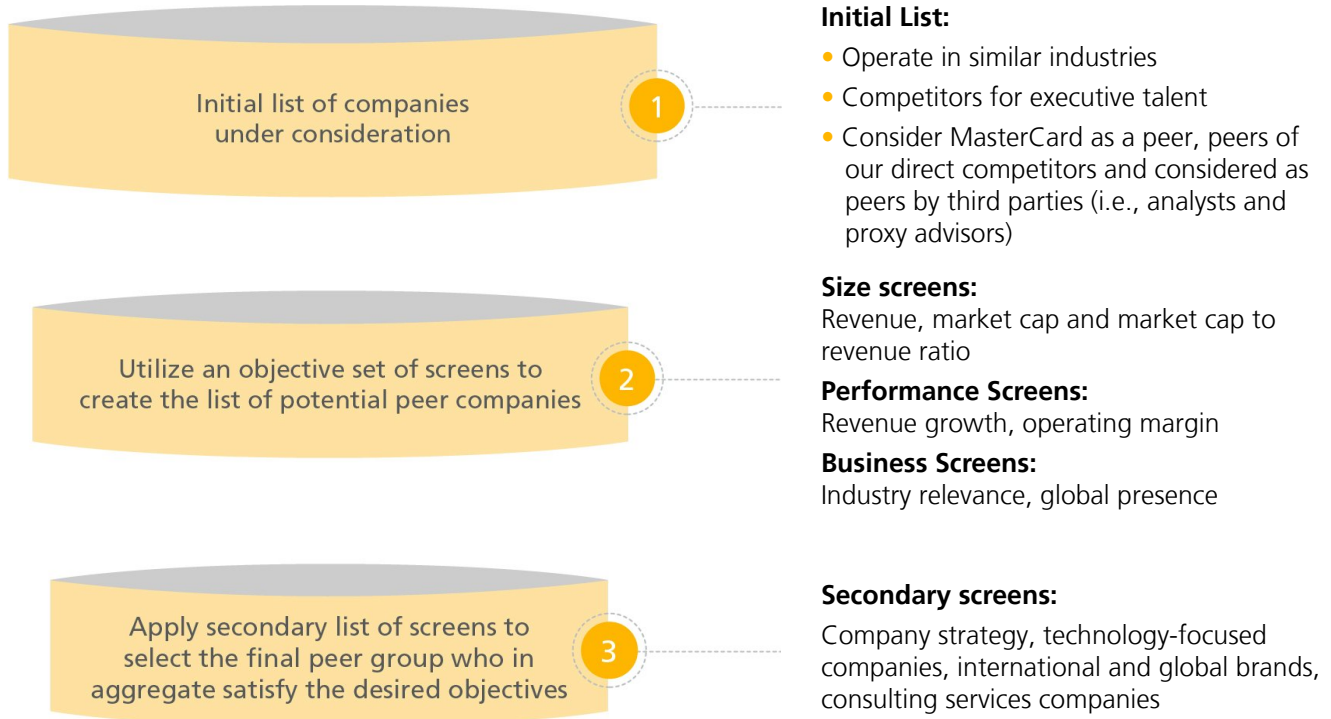 Initial list of companies
under consideration
1
Initial List:
• Operate in similar industries
• Competitors for executive talent
• Consider MasterCard as a peer, peers of
our direct competitors and considered as
peers by third parties (i.e., analysts and
proxy advisors)
Utilize an objective set of screens to
create the list of potential peer companies
2
Size screens:
Revenue, market cap and market cap to
revenue ratio
Performance Screens:
Revenue growth, operating margin
Business Screens:
Industry relevance, global presence
Apply secondary list of screens to
select the final peer group who in
aggregate satisfy the desired objectives
3
Secondary screens:
Company strategy, technology-focused
companies, international and global brands,
consulting services companies